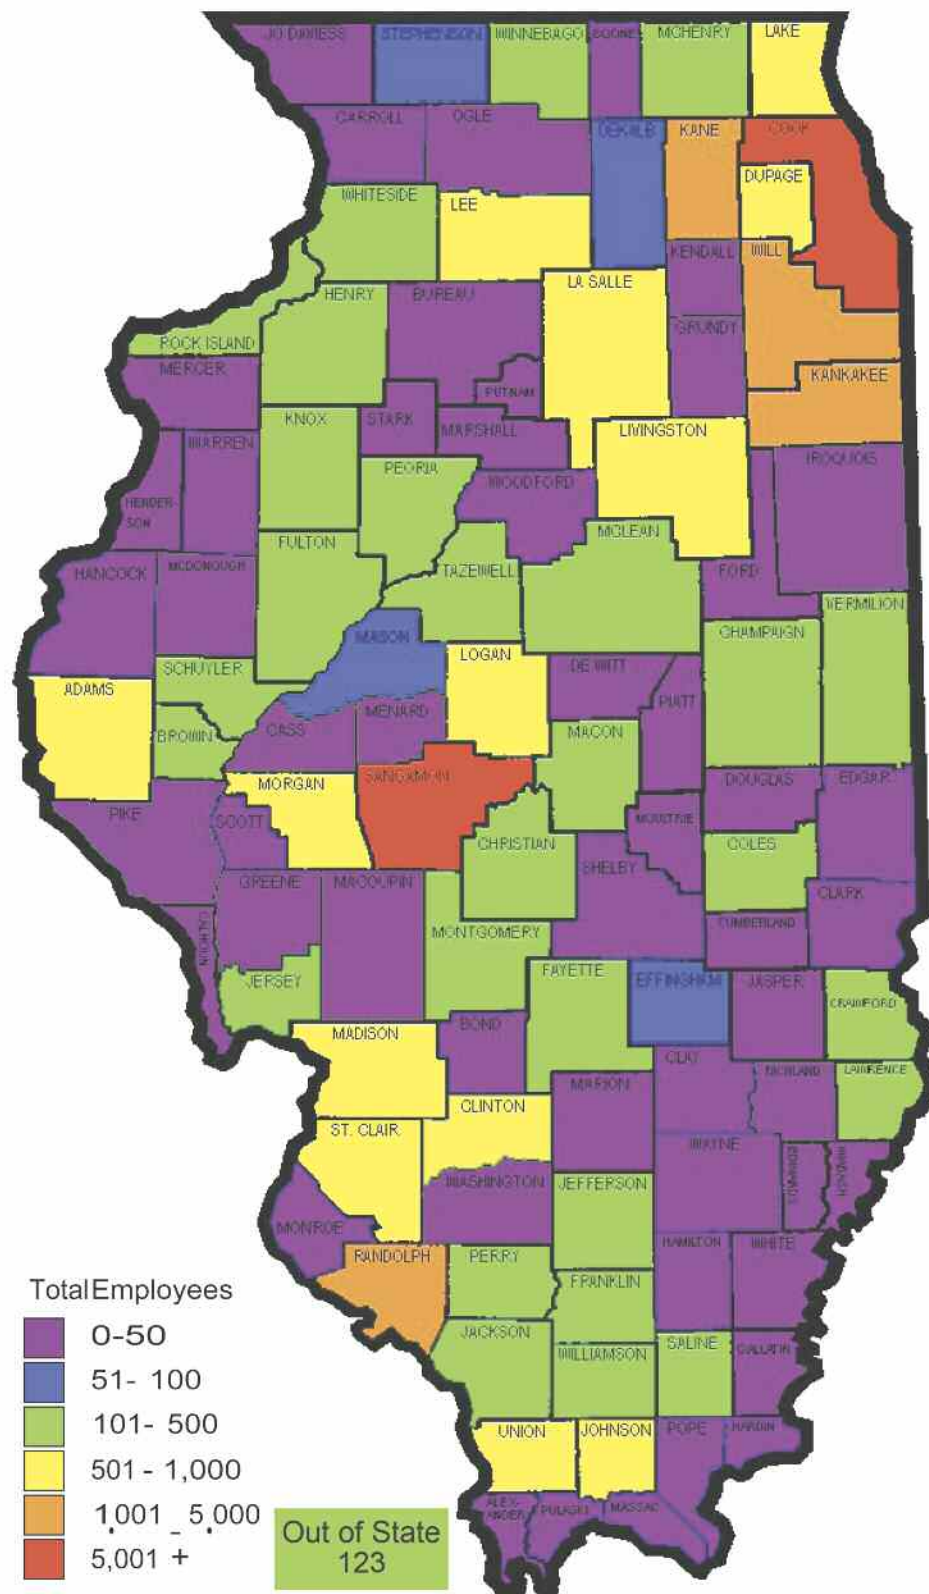 JO DAVIESS STEPHENSON WINNEBAGO BOONE MCHENRY LAKE
CARROLL OGLE DEKALB KANE COOK
DUPAGE
WHITESIDE LEE
KENDALL WILL
HENRY BUREAU LA SALLE
ROCK ISLAND GRUNDY
MERCER PUTNAM KANKAKEE
KNOX STARK MARSHALL LIVINGSTON
WARREN PEORIA WOODFORD IROQUOIS
HENDER-
SON
FULTON MCLEAN
HANCOCK MCDONOUGH TAZEWELL FORD
VERMILION
MASON CHAMPAIGN
SCHUYLER LOGAN DE WITT
ADAMS MENARD PIATT
BROWN CASS MACON
MORGAN SANGAMON DOUGLAS EDGAR
PIKE SCOTT MOULTRIE
CHRISTIAN COLES
GREENE MACOUPIN SHELBY CLARK
CALHOUN MONTGOMERY CUMBERLAND
JERSEY FAYETTE EFFINGHAM JASPER
CRAWFORD
MADISON BOND
CLAY RICHLAND LAWRENCE
MARION
CLINTON
ST. CLAIR WAYNE
EDWARDS WABASH
WASHINGTON JEFFERSON
MONROE HAMILTON WHITE
RANDOLPH PERRY
FRANKLIN
JACKSON WILLIAMSON SALINE GALLATIN
UNION JOHNSON POPE HARDIN
ALEX-
ANDER PULASKI MASSAC
Total Employees
0-50
51- 100
101- 500
501 - 1,000
1,001 - 5,000
5,001 +
Out of State
123